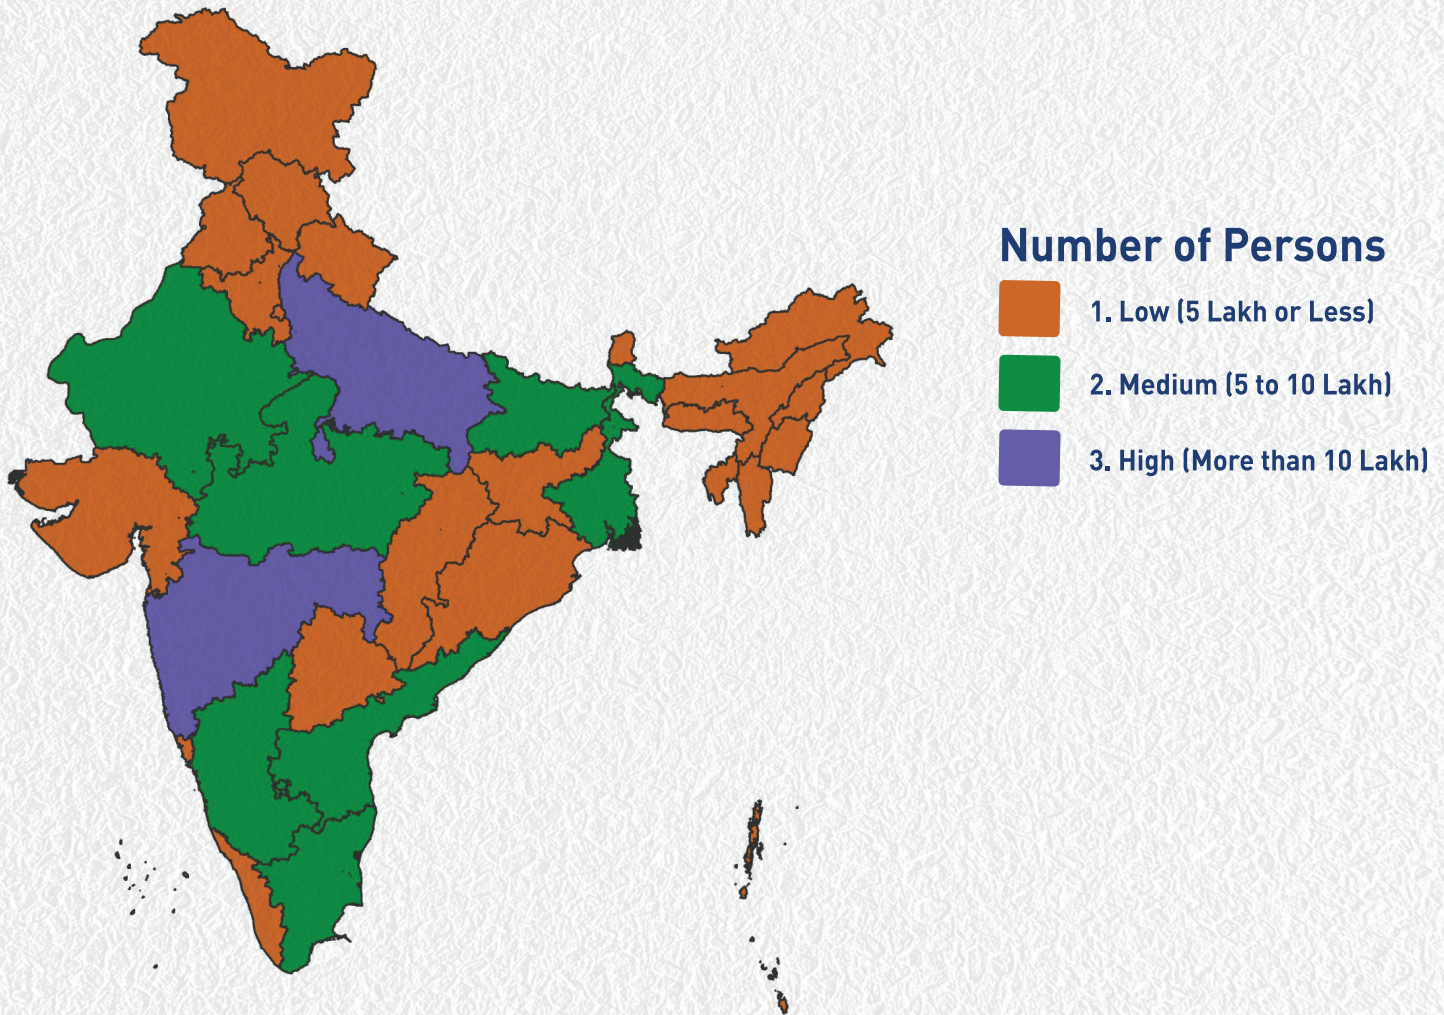 Number of Persons
1. Low (5 Lakh or Less)
2. Medium (5 to 10 Lakh)
3. High (More than 10 Lakh)